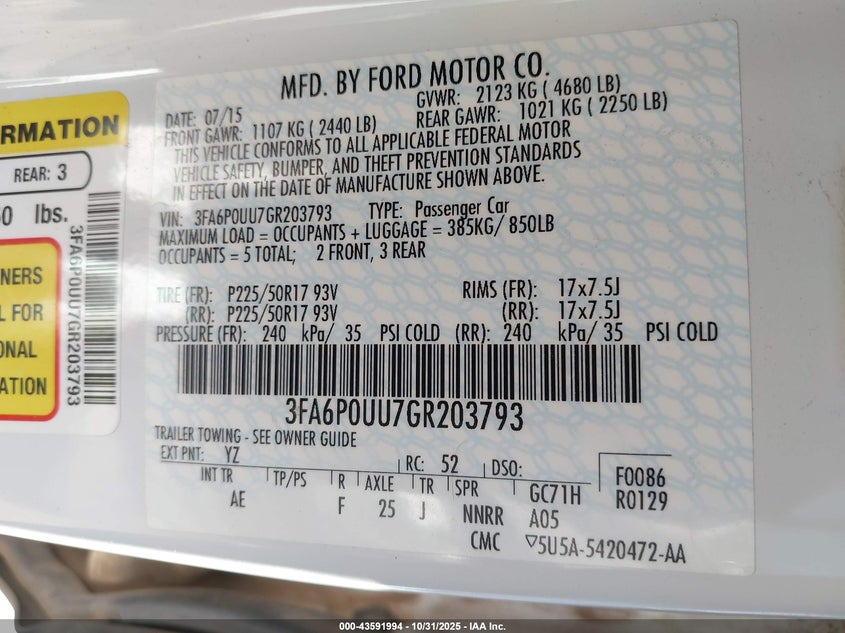 MFD. BY FORD MOTOR CO.
DATE: 07/15 GVWR: 2123 KG ( 4680 LB)
FRONT GAWR: 1107 KG ( 2440 LB) REAR GAWR: 1021 KG ( 2250 LB)
THIS VEHICLE CONFORMS TO ALL APPLICABLE FEDERAL MOTOR
VEHICLE SAFETY, BUMPER, AND THEFT PREVENTION STANDARDS
IN EFFECT ON THE DATE OF MANUFACTURE SHOWN ABOVE.
VIN: 3FA6P0UU7GR203793 TYPE: Passenger Car
MAXIMUM LOAD = OCCUPANTS + LUGGAGE = 385KG/ 850LB
OCCUPANTS = 5 TOTAL; 2 FRONT, 3 REAR
TIRE (FR): P225/50R17 93V RIMS (FR): 17x7.5J
(RR): P225/50R17 93V (RR): 17x7.5J
PRESSURE (FR): 240 kPa/ 35 PSI COLD (RR): 240 kPa/ 35 PSI COLD
3FA6P0UU7GR203793
TRAILER TOWING - SEE OWNER GUIDE
EXT PNT: YZ RC: 52 DSO: F0086
INT TR TP/PS R AXLE TR SPR GC71H R0129
AE F 25 J NNRR A05
CMC ▽5U5A-5420472-AA
RMATION
REAR: 3
0 lbs.
3FA6P0UU7GR203793
NERS
L FOR
ONAL
ATION
000-43591994 | 10/31/2025 - IAA Inc.